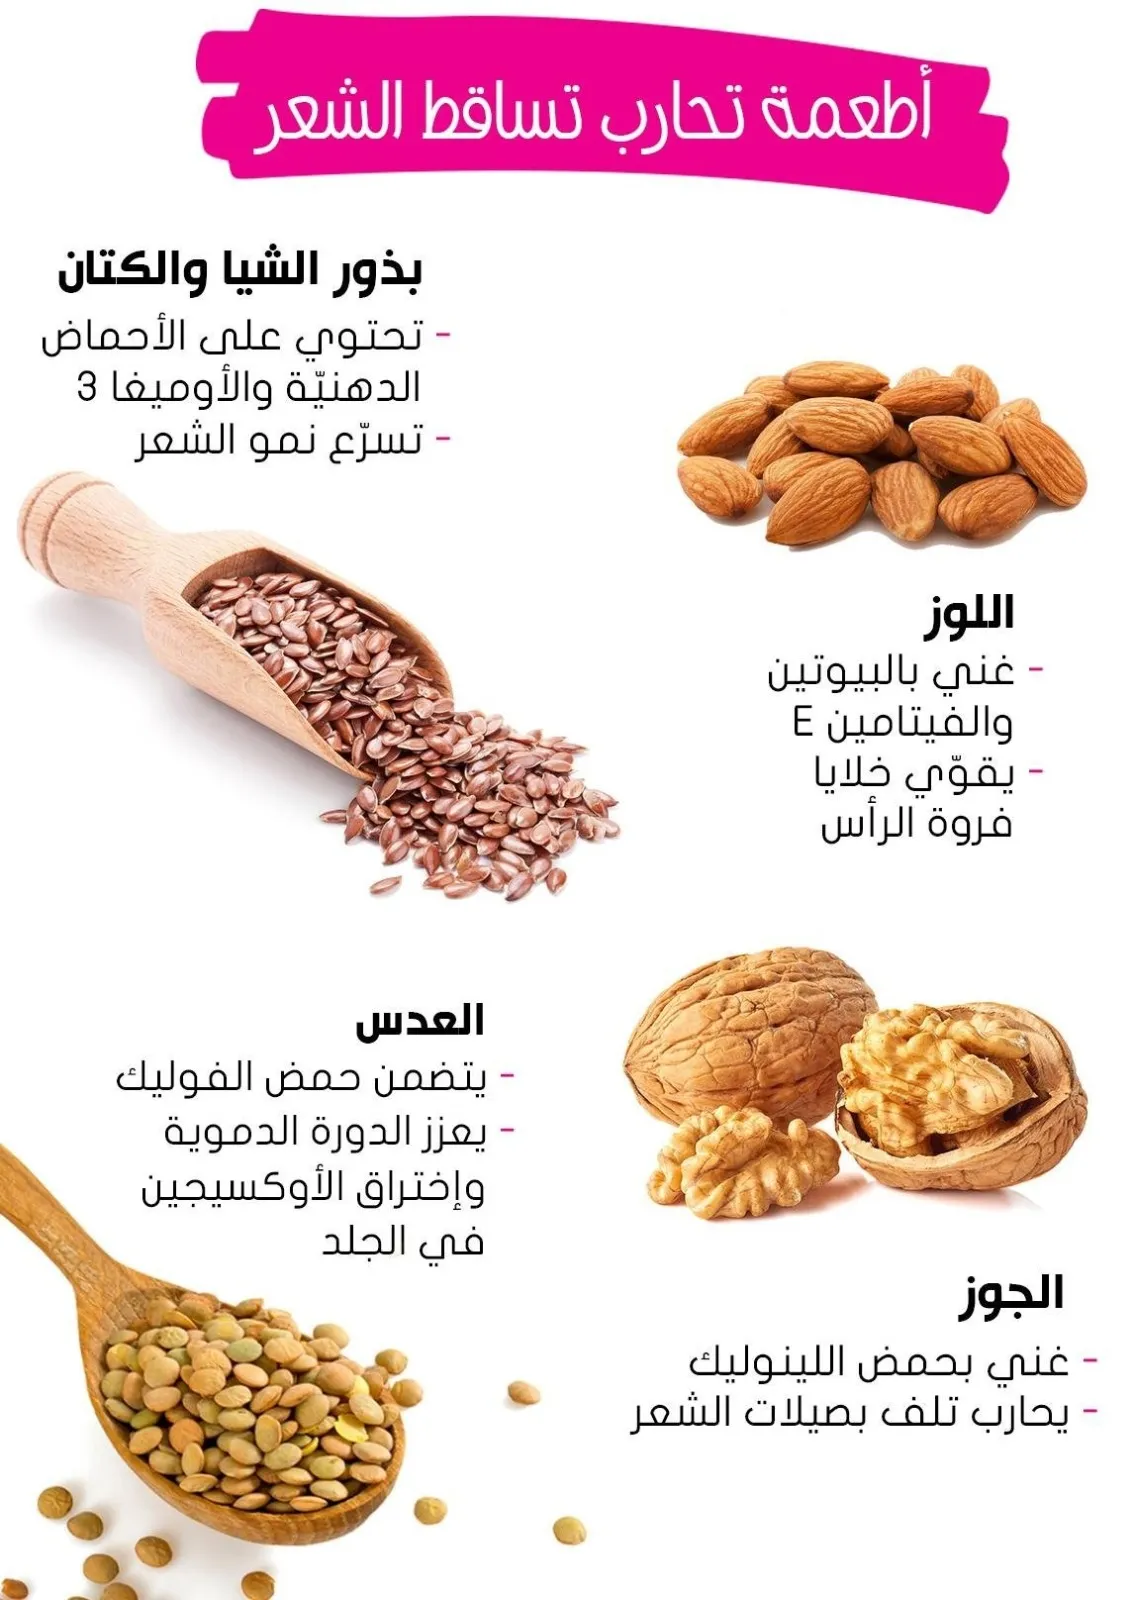 أطعمة تحارب تساقط الشعر
بذور الشيا والكتان
- تحتوي على الأحماض
الدهنيّة والأوميغا 3
- تسرّع نمو الشعر
اللوز
- غني بالبيوتين
والفيتامين E
- يقوّي خلايا
فروة الرأس
العدس
- يتضمن حمض الفوليك
- يعزز الدورة الدموية
وإختراق الأوكسيجين
في الجلد
الجوز
- غني بحمض اللينوليك
- يحارب تلف بصيلات الشعر